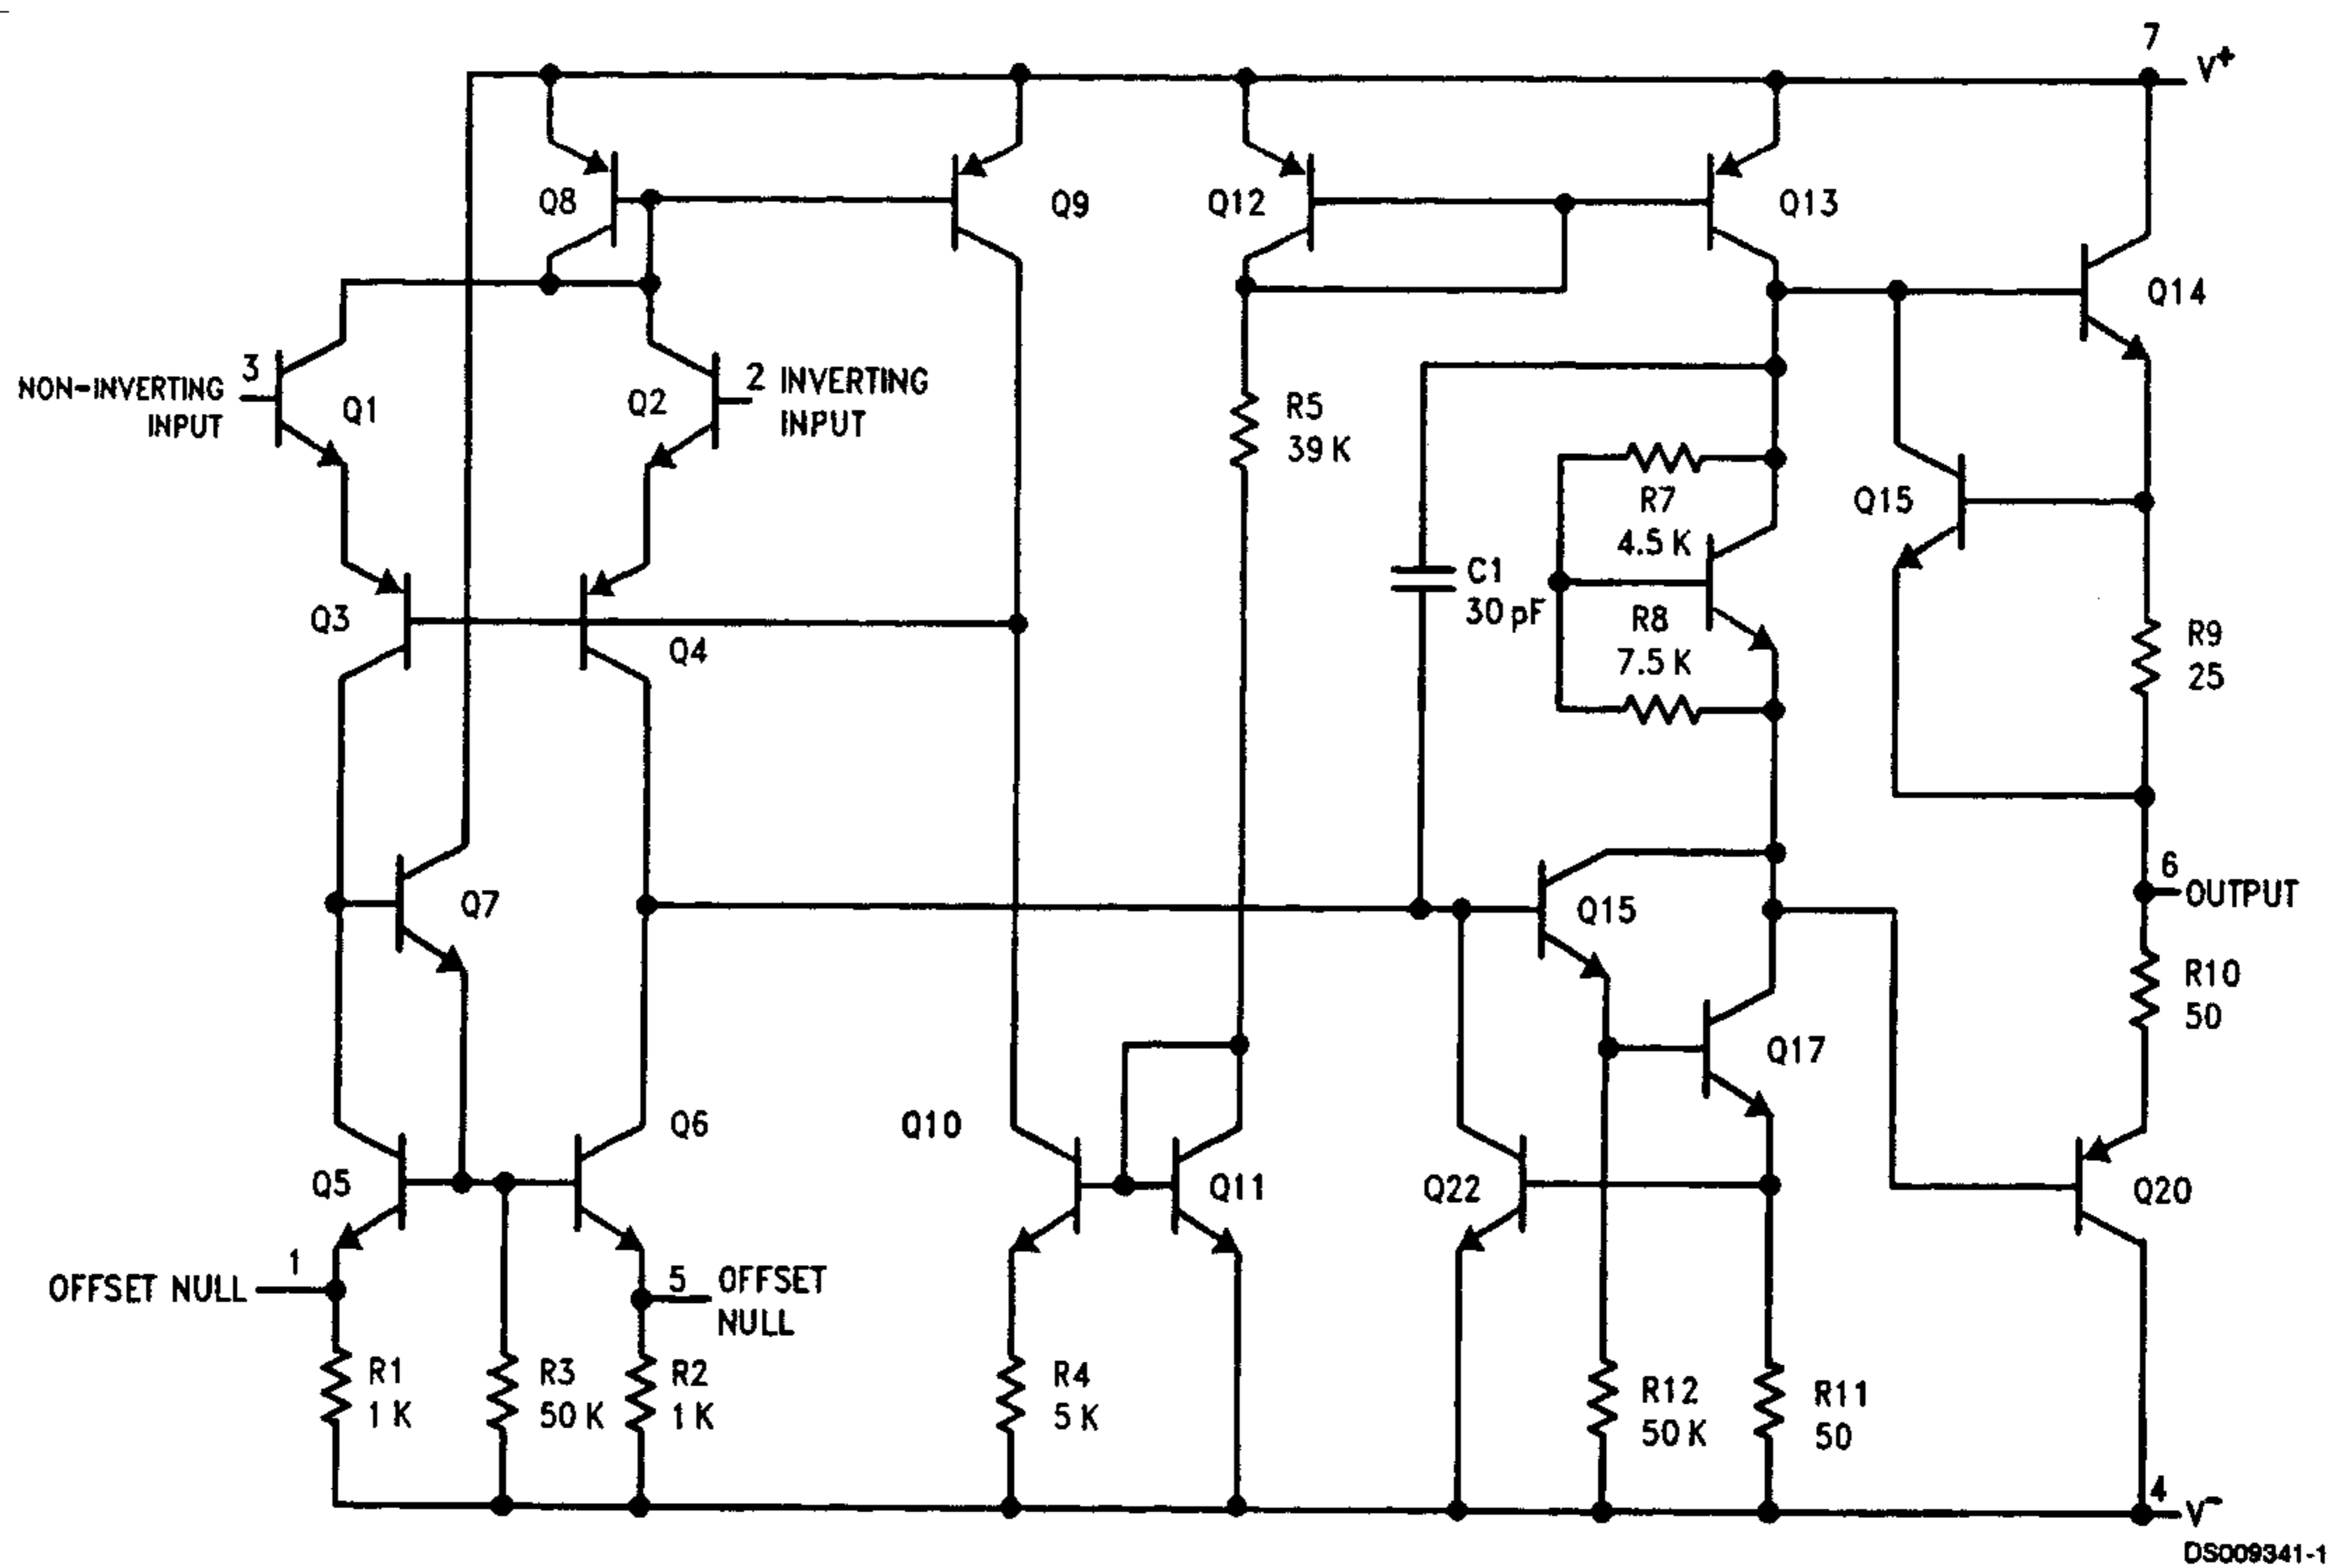 7
V+
Q8
Q9
Q12
Q13
Q14
3
NON-INVERTING
INPUT
Q1
Q2
2 INVERTING
INPUT
R5
39 K
R7
4.5 K
Q15
C1
30 pF
R8
7.5 K
Q3
Q4
R9
25
Q7
Q15
6
OUTPUT
R10
50
Q17
Q5
Q6
Q10
Q11
Q22
Q20
1
OFFSET NULL
5 OFFSET
NULL
R1
1 K
R3
50 K
R2
1 K
R4
5 K
R12
50 K
R11
50
4
V-
DS009341-1